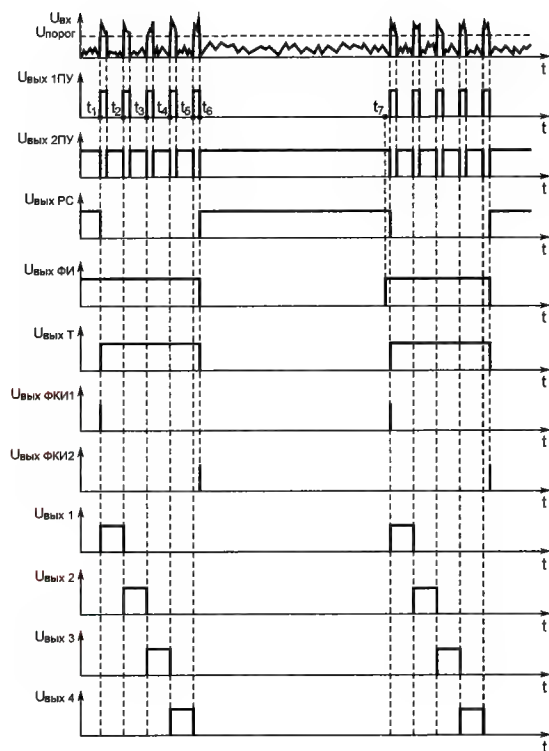 Uвх
Uпорог
t
Uвых 1ПУ
t1 t2 t3 t4 t5 t6 t7
t
Uвых 2ПУ
t
Uвых РС
t
Uвых ФИ
t
Uвых Т
t
Uвых ФКИ1
t
Uвых ФКИ2
t
Uвых 1
t
Uвых 2
t
Uвых 3
t
Uвых 4
t